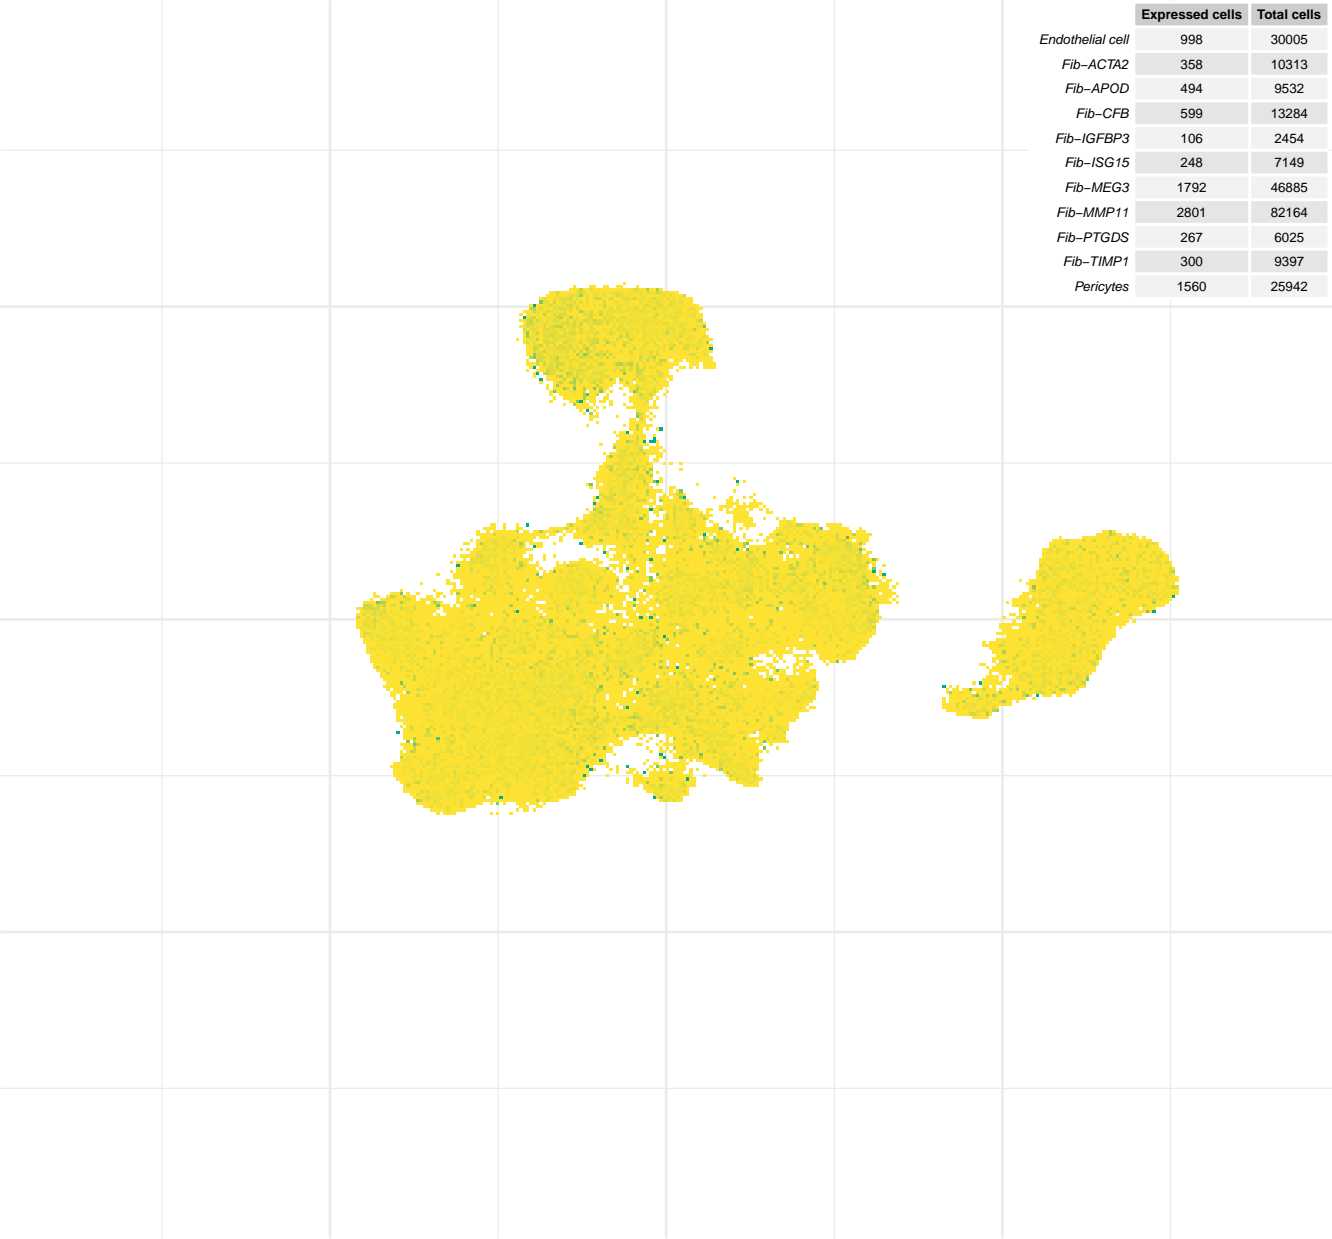 Expressed cells Total cells
Endothelial cell 998 30005
Fib−ACTA2 358 10313
Fib−APOD 494 9532
Fib−CFB 599 13284
Fib−IGFBP3 106 2454
Fib−ISG15 248 7149
Fib−MEG3 1792 46885
Fib−MMP11 2801 82164
Fib−PTGDS 267 6025
Fib−TIMP1 300 9397
Pericytes 1560 25942